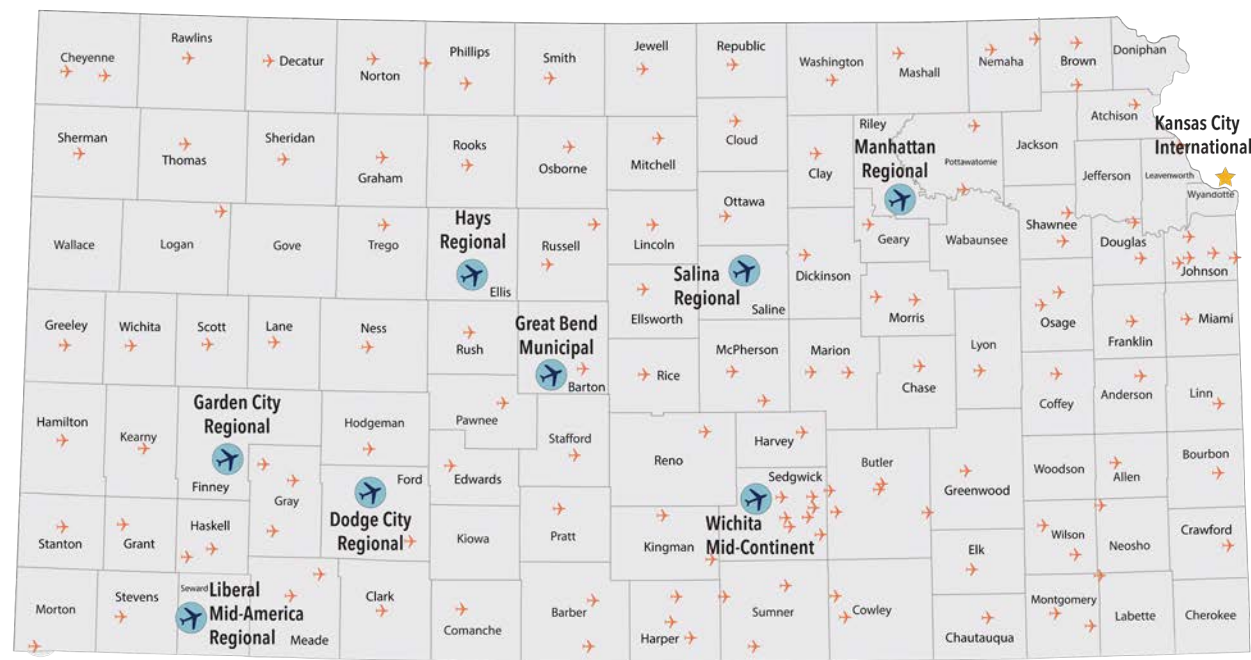 Cheyenne
Rawlins
Decatur
Norton
Phillips
Smith
Jewell
Republic
Washington
Mashall
Nemaha
Brown
Doniphan
Sherman
Thomas
Sheridan
Graham
Rooks
Osborne
Mitchell
Cloud
Clay
Riley
Manhattan
Regional
Pottawatomie
Jackson
Atchison
Jefferson
Leavenworth
Kansas City
International
Wyandotte
Wallace
Logan
Gove
Trego
Hays
Regional
Ellis
Russell
Lincoln
Ottawa
Salina
Regional
Saline
Dickinson
Geary
Wabaunsee
Shawnee
Douglas
Johnson
Greeley
Wichita
Scott
Lane
Ness
Rush
Great Bend
Municipal
Barton
Ellsworth
Rice
McPherson
Marion
Morris
Chase
Lyon
Osage
Franklin
Miami
Hamilton
Kearny
Garden City
Regional
Finney
Hodgeman
Pawnee
Stafford
Reno
Harvey
Sedgwick
Wichita
Mid-Continent
Butler
Greenwood
Coffey
Anderson
Linn
Woodson
Allen
Bourbon
Stanton
Grant
Haskell
Gray
Ford
Dodge City
Regional
Edwards
Kiowa
Pratt
Kingman
Elk
Wilson
Neosho
Crawford
Morton
Stevens
Seward
Liberal
Mid-America
Regional
Meade
Clark
Comanche
Barber
Harper
Sumner
Cowley
Chautauqua
Montgomery
Labette
Cherokee